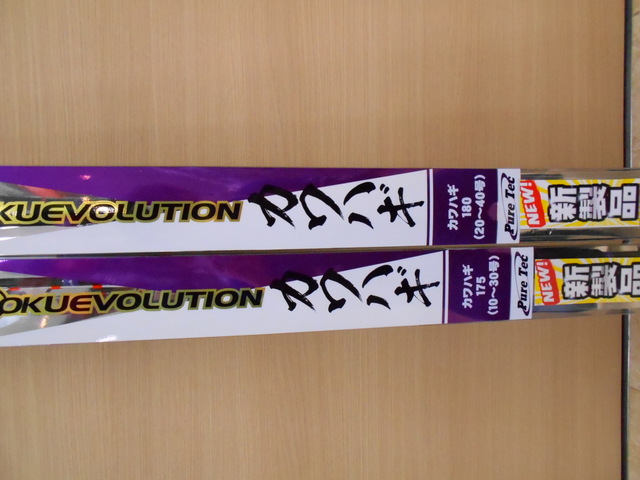 KUEVOLUTION
カワハギ
カワハギ
180
(20〜40号)
Pure Tec
NEW!
新製品
OKUEVOLUTION
カワハギ
カワハギ
175
(10〜30号)
Pure Tec
NEW!
新製品